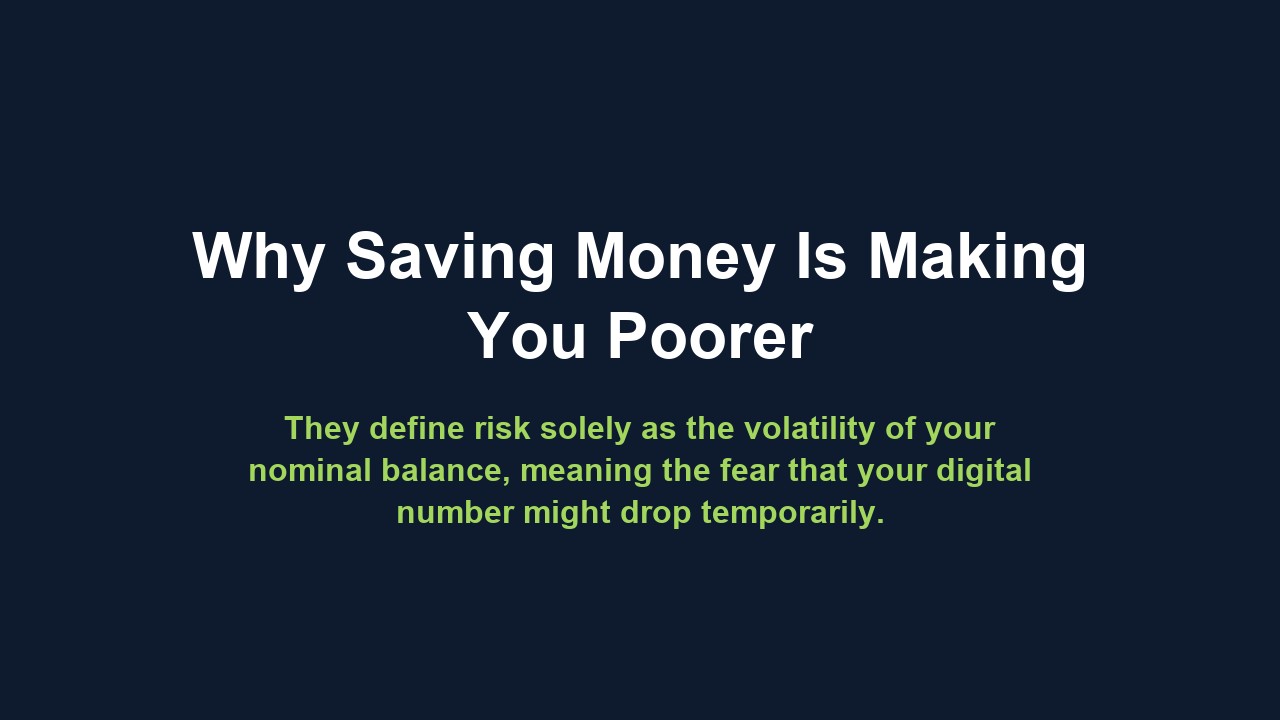 Why Saving Money Is Making
You Poorer
They define risk solely as the volatility of your
nominal balance, meaning the fear that your digital
number might drop temporarily.